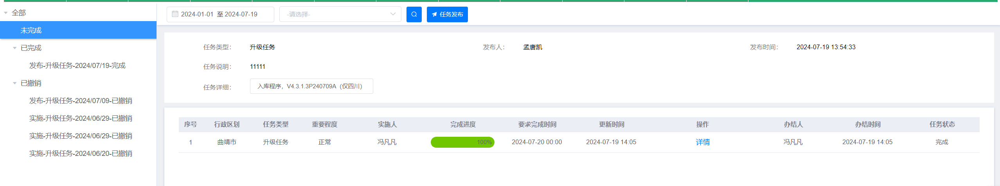 全部
未完成
已完成
发布-升级任务-2024/07/19-完成
已撤销
发布-升级任务-2024/07/09-已撤销
实施-升级任务-2024/06/29-已撤销
实施-升级任务-2024/06/29-已撤销
实施-升级任务-2024/06/20-已撤销
2024-01-01 至 2024-07-19 -请选择- 任务发布
任务类型： 升级任务 发布人： 孟唐凯 发布时间： 2024-07-19 13:54:33
任务说明： 11111
任务详细： 入库程序，V4.3.1.3P240709A（仅四川）
序号 行政区划 任务类型 重要程度 实施人 完成进度 要求完成时间 更新时间 操作 办结人 办结时间 任务状态
1 曲靖市 升级任务 正常 冯凡凡 100% 2024-07-20 00:00 2024-07-19 14:05 详情 冯凡凡 2024-07-19 14:05 完成